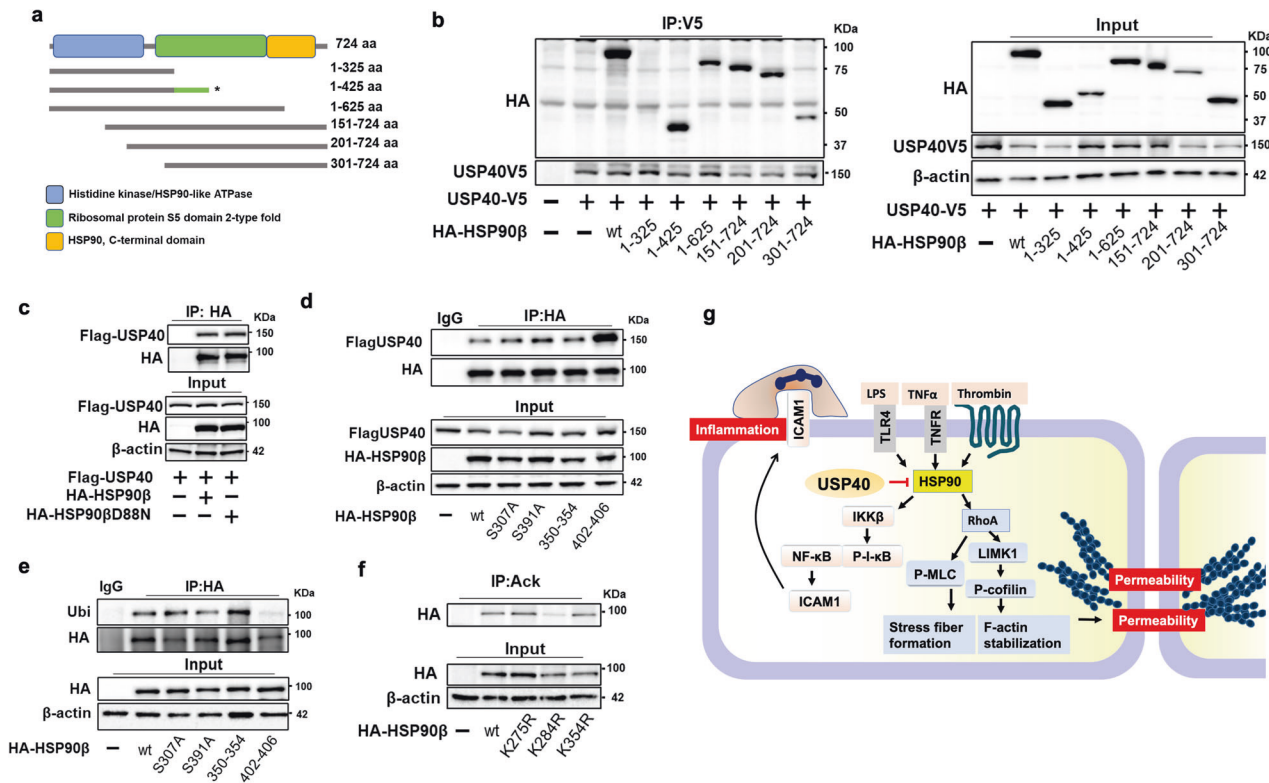 a
724 aa
1-325 aa
1-425 aa
*
1-625 aa
151-724 aa
201-724 aa
301-724 aa
Histidine kinase/HSP90-like ATPase
Ribosomal protein S5 domain 2-type fold
HSP90, C-terminal domain
b
IP:V5
KDa
HA
100
75
50
37
USP40V5
150
USP40-V5
− + + + + + + + +
HA-HSP90β
− − wt 1-325 1-425 1-625 151-724 201-724 301-724
Input
KDa
HA
100
75
50
37
USP40V5
150
β-actin
42
USP40-V5
+ + + + + + + +
HA-HSP90β
− wt 1-325 1-425 1-625 151-724 201-724 301-724
c
IP: HA
KDa
Flag-USP40
150
HA
100
Input
Flag-USP40
150
HA
100
β-actin
42
Flag-USP40 + + +
HA-HSP90β − + −
HA-HSP90βD88N − − +
d
IgG
IP:HA
KDa
FlagUSP40
150
HA
100
Input
FlagUSP40
150
HA-HSP90β
100
β-actin
42
HA-HSP90β − wt S307A S391A 350-354 402-406
e
IgG
IP:HA
KDa
Ubi
100
HA
100
Input
HA
100
β-actin
42
HA-HSP90β − wt S307A S391A 350-354 402-406
f
IP:Ack
KDa
HA
100
Input
HA
100
β-actin
42
HA-HSP90β − wt K275R K284R K354R
g
LPS
TNFα
Thrombin
Inflammation
ICAM1
TLR4
TNFR
USP40
HSP90
IKKβ
RhoA
NF-κB
P-I-κB
LIMK1
P-MLC
P-cofilin
ICAM1
Stress fiber
formation
F-actin
stabilization
Permeability
Permeability